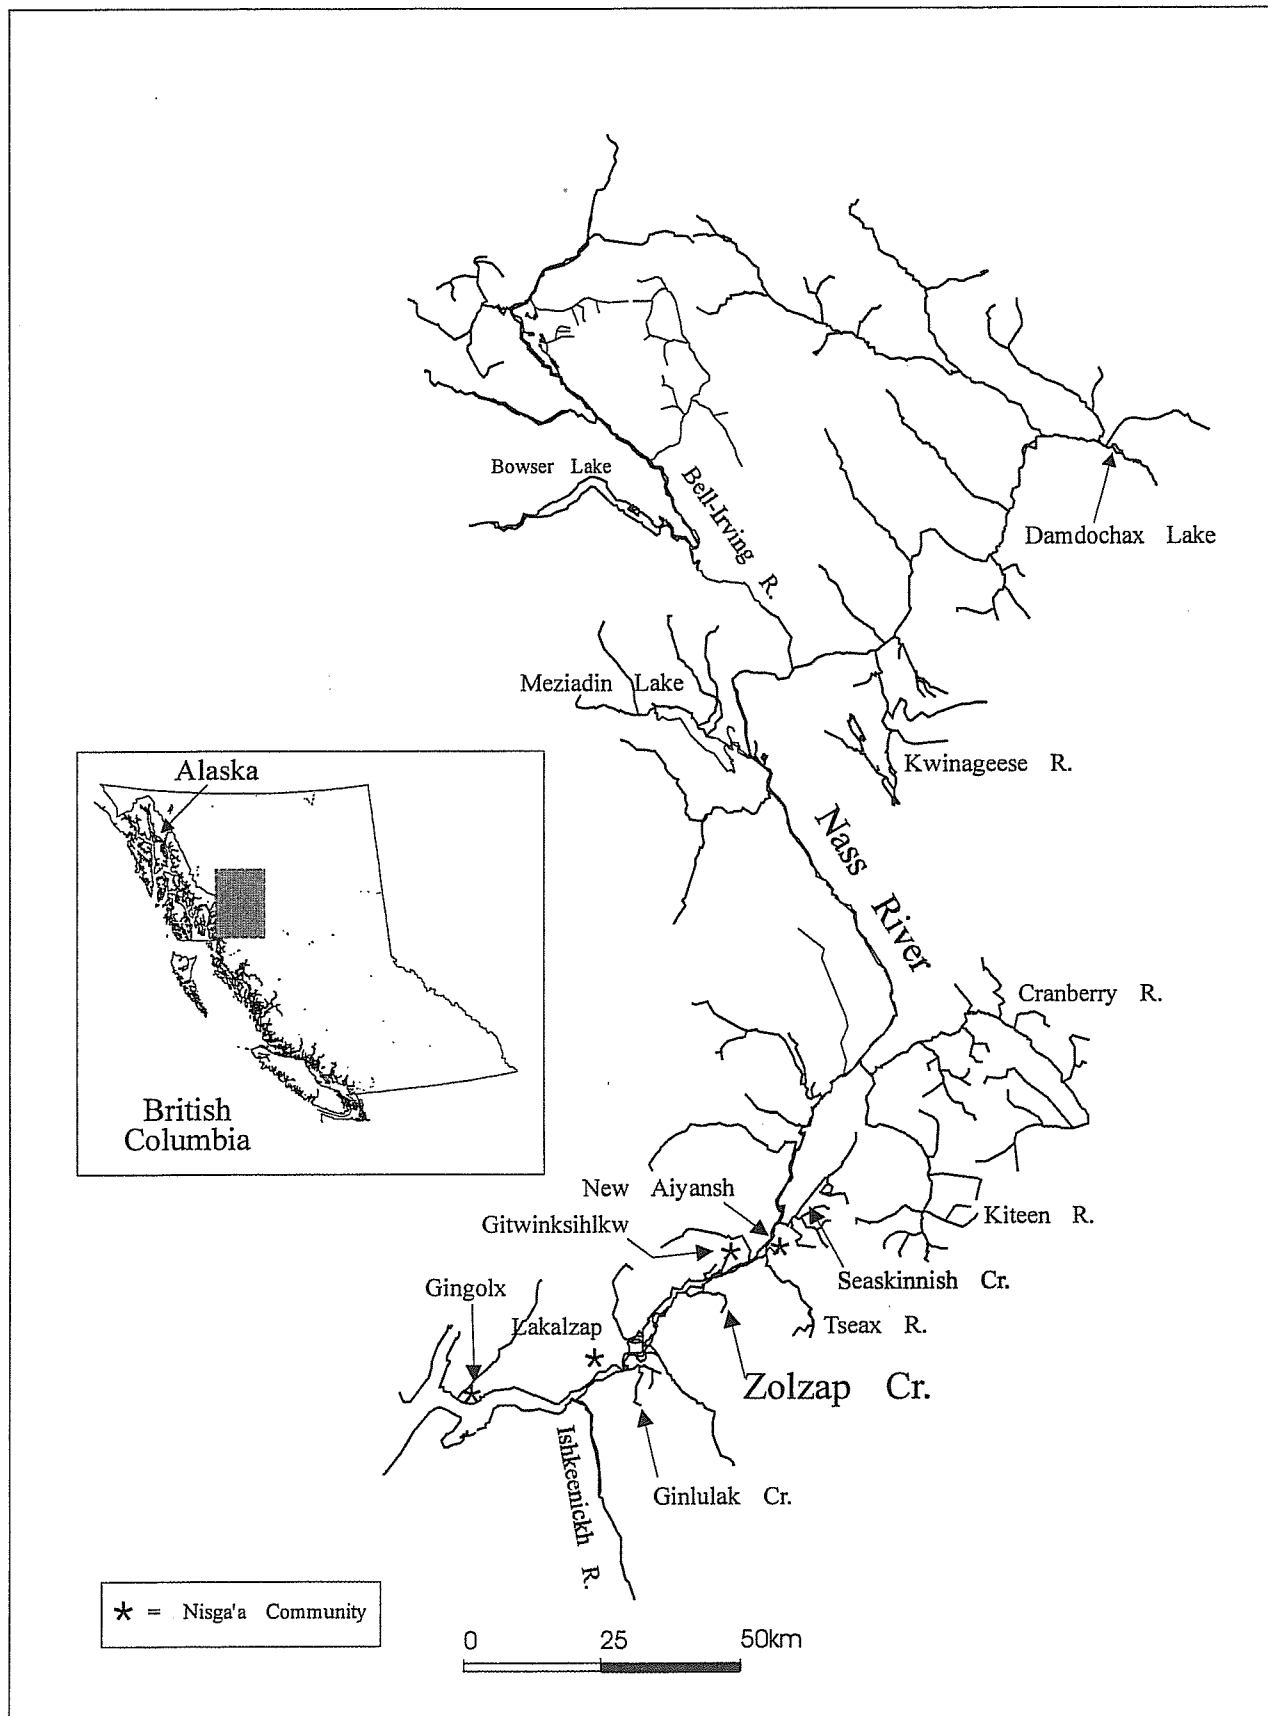 Bowser Lake
Bell-Irving R.
Damdochax Lake
Meziadin Lake
Kwinageese R.
Alaska
Nass River
Cranberry R.
British
Columbia
New Aiyansh
Gitwinksihlkw
Kiteen R.
Seaskinnish Cr.
Gingolx
Lakalzap
Tseax R.
Zolzap Cr.
Ishkeenickh R.
Ginlulak Cr.
* = Nisga'a Community
0 25 50km